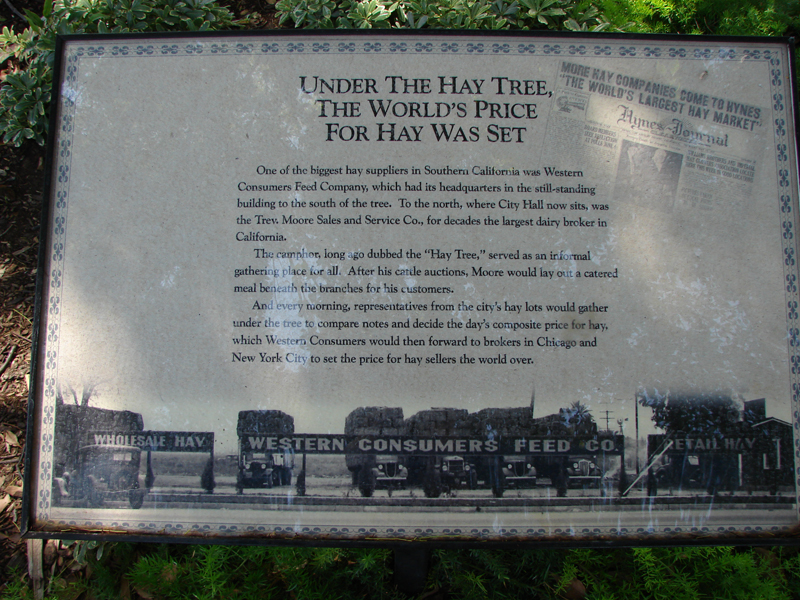 UNDER THE HAY TREE,
THE WORLD'S PRICE
FOR HAY WAS SET
MORE HAY COMPANIES COME TO HYNES
"THE WORLD'S LARGEST HAY MARKET"
Hynes Journal
One of the biggest hay suppliers in Southern California was Western
Consumers Feed Company, which had its headquarters in the still-standing
building to the south of the tree. To the north, where City Hall now sits, was
the Trev. Moore Sales and Service Co., for decades the largest dairy broker in
California.
The camphor, long ago dubbed the "Hay Tree," served as an informal
gathering place for all. After his cattle auctions, Moore would lay out a catered
meal beneath the branches for his customers.
And every morning, representatives from the city's hay lots would gather
under the tree to compare notes and decide the day's composite price for hay,
which Western Consumers would then forward to brokers in Chicago and
New York City to set the price for hay sellers the world over.
WHOLESALE HAY
WESTERN CONSUMERS FEED CO.
RETAIL HAY